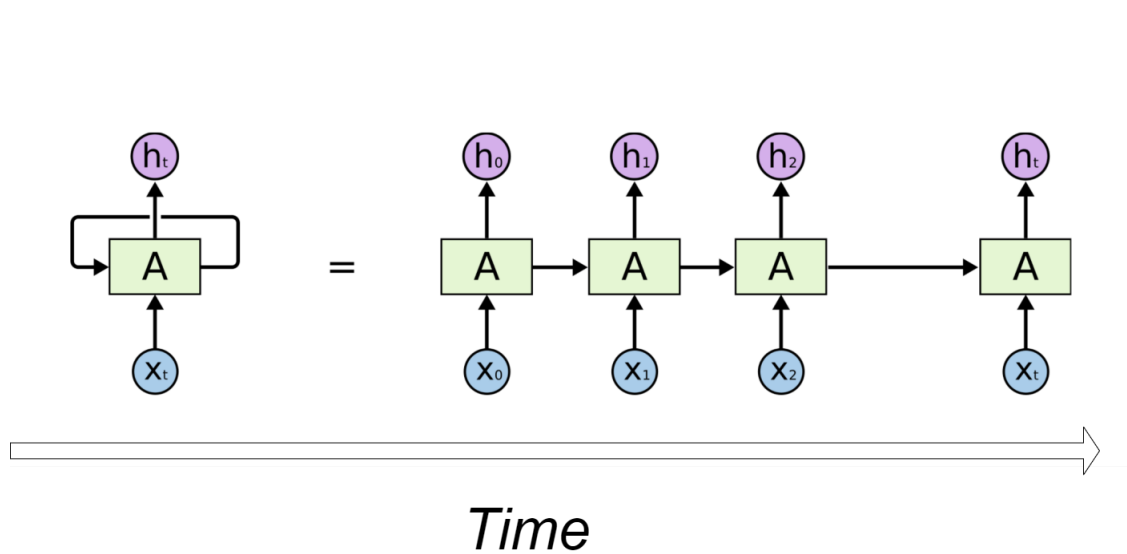 hₜ h₀ h₁ h₂ hₜ
A = A A A A
xₜ x₀ x₁ x₂ xₜ
Time